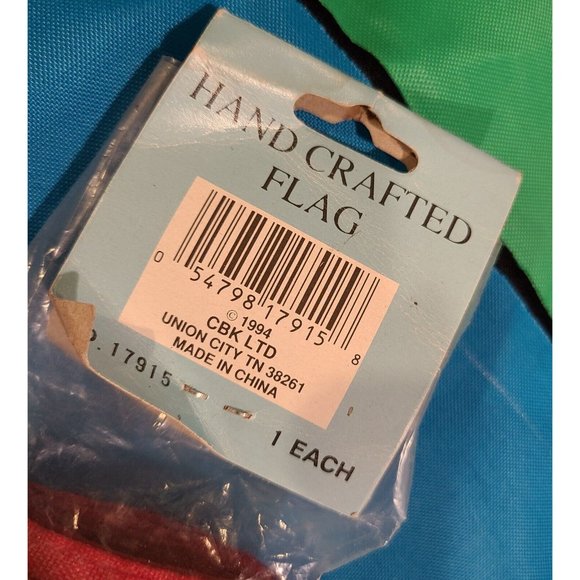 HAND CRAFTED
FLAG
0 54798 17915 8
© 1994
CBK LTD
UNION CITY TN 38261
MADE IN CHINA
. 17915
1 EACH